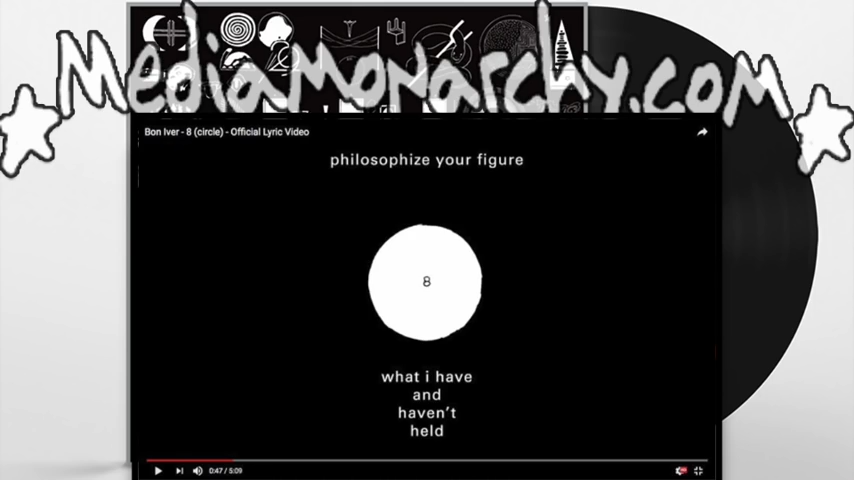 Mediamonarchy.com
Bon Iver - 8 (circle) - Official Lyric Video
philosophize your figure
8
what i have
and
haven't
held
0:47 / 5:09